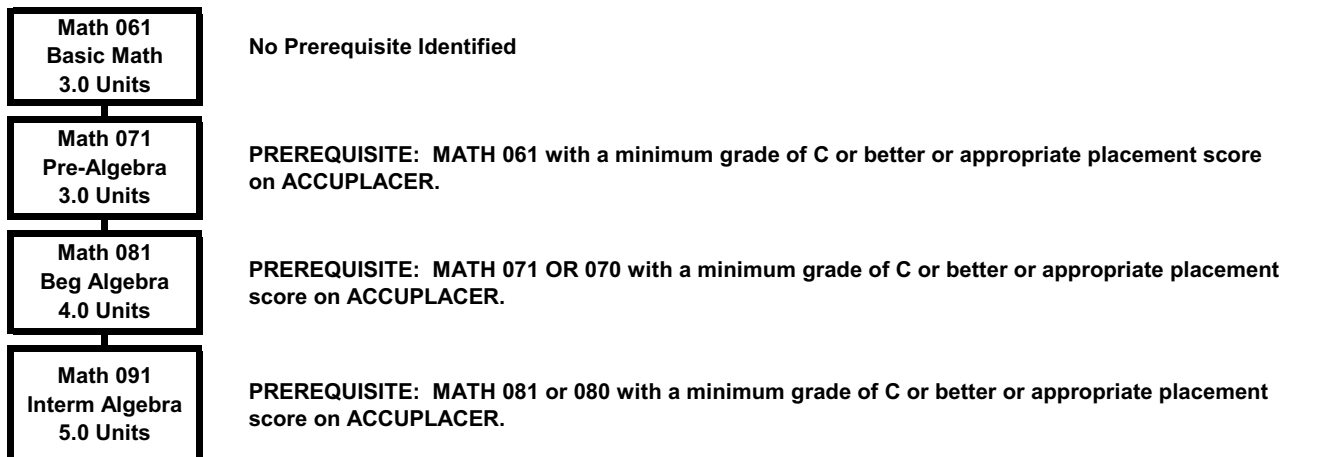 Math 061
Basic Math
3.0 Units
No Prerequisite Identified
Math 071
Pre-Algebra
3.0 Units
PREREQUISITE: MATH 061 with a minimum grade of C or better or appropriate placement score
on ACCUPLACER.
Math 081
Beg Algebra
4.0 Units
PREREQUISITE: MATH 071 OR 070 with a minimum grade of C or better or appropriate placement
score on ACCUPLACER.
Math 091
Interm Algebra
5.0 Units
PREREQUISITE: MATH 081 or 080 with a minimum grade of C or better or appropriate placement
score on ACCUPLACER.